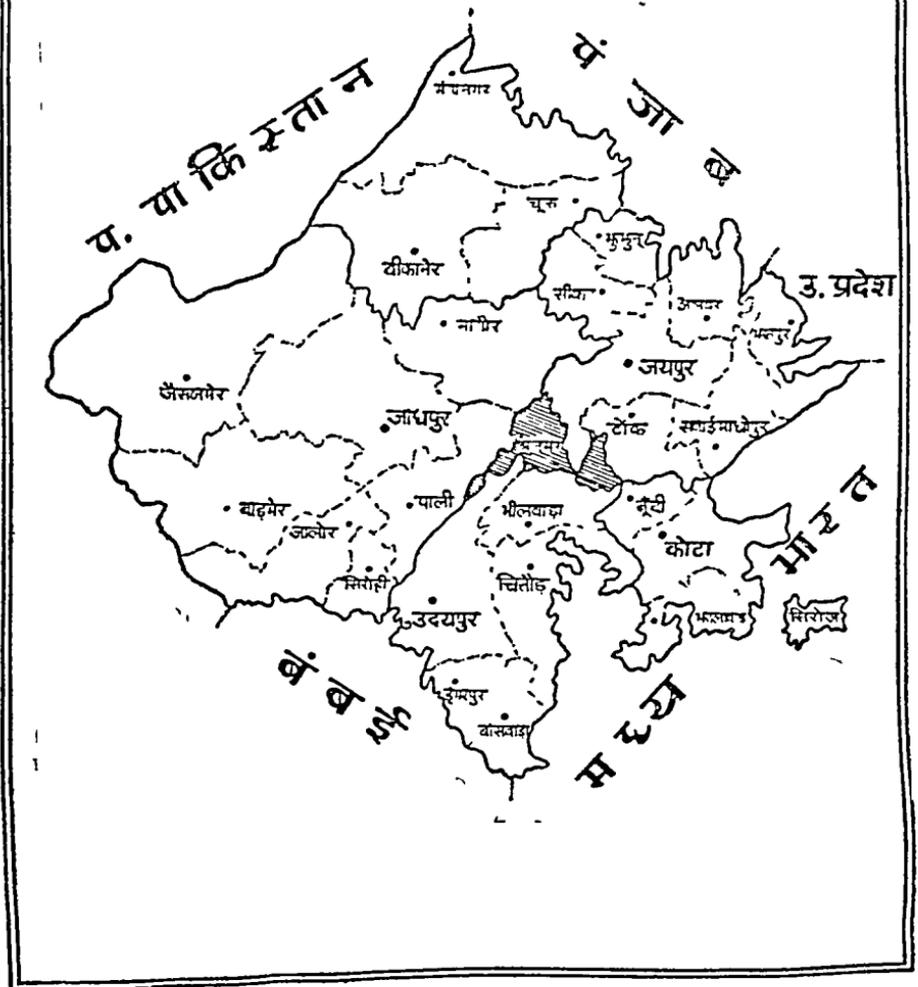 प. पाकिस्तान
पंजाब
गंगानगर
चूरू
झुंझुनू
बीकानेर
सीकर
उ. प्रदेश
अलवर
नागौर
भरतपुर
जयपुर
जैसलमेर
जोधपुर
टोंक
सवाईमाधोपुर
अजमेर
पाली
बाड़मेर
भीलवाड़ा
बूँदी
जालोर
कोटा
भारत
सिरोही
चितौड़
उदयपुर
झालावाड़
सिरोंज
बंबई
डूंगरपुर
बांसवाड़ा
मध्य